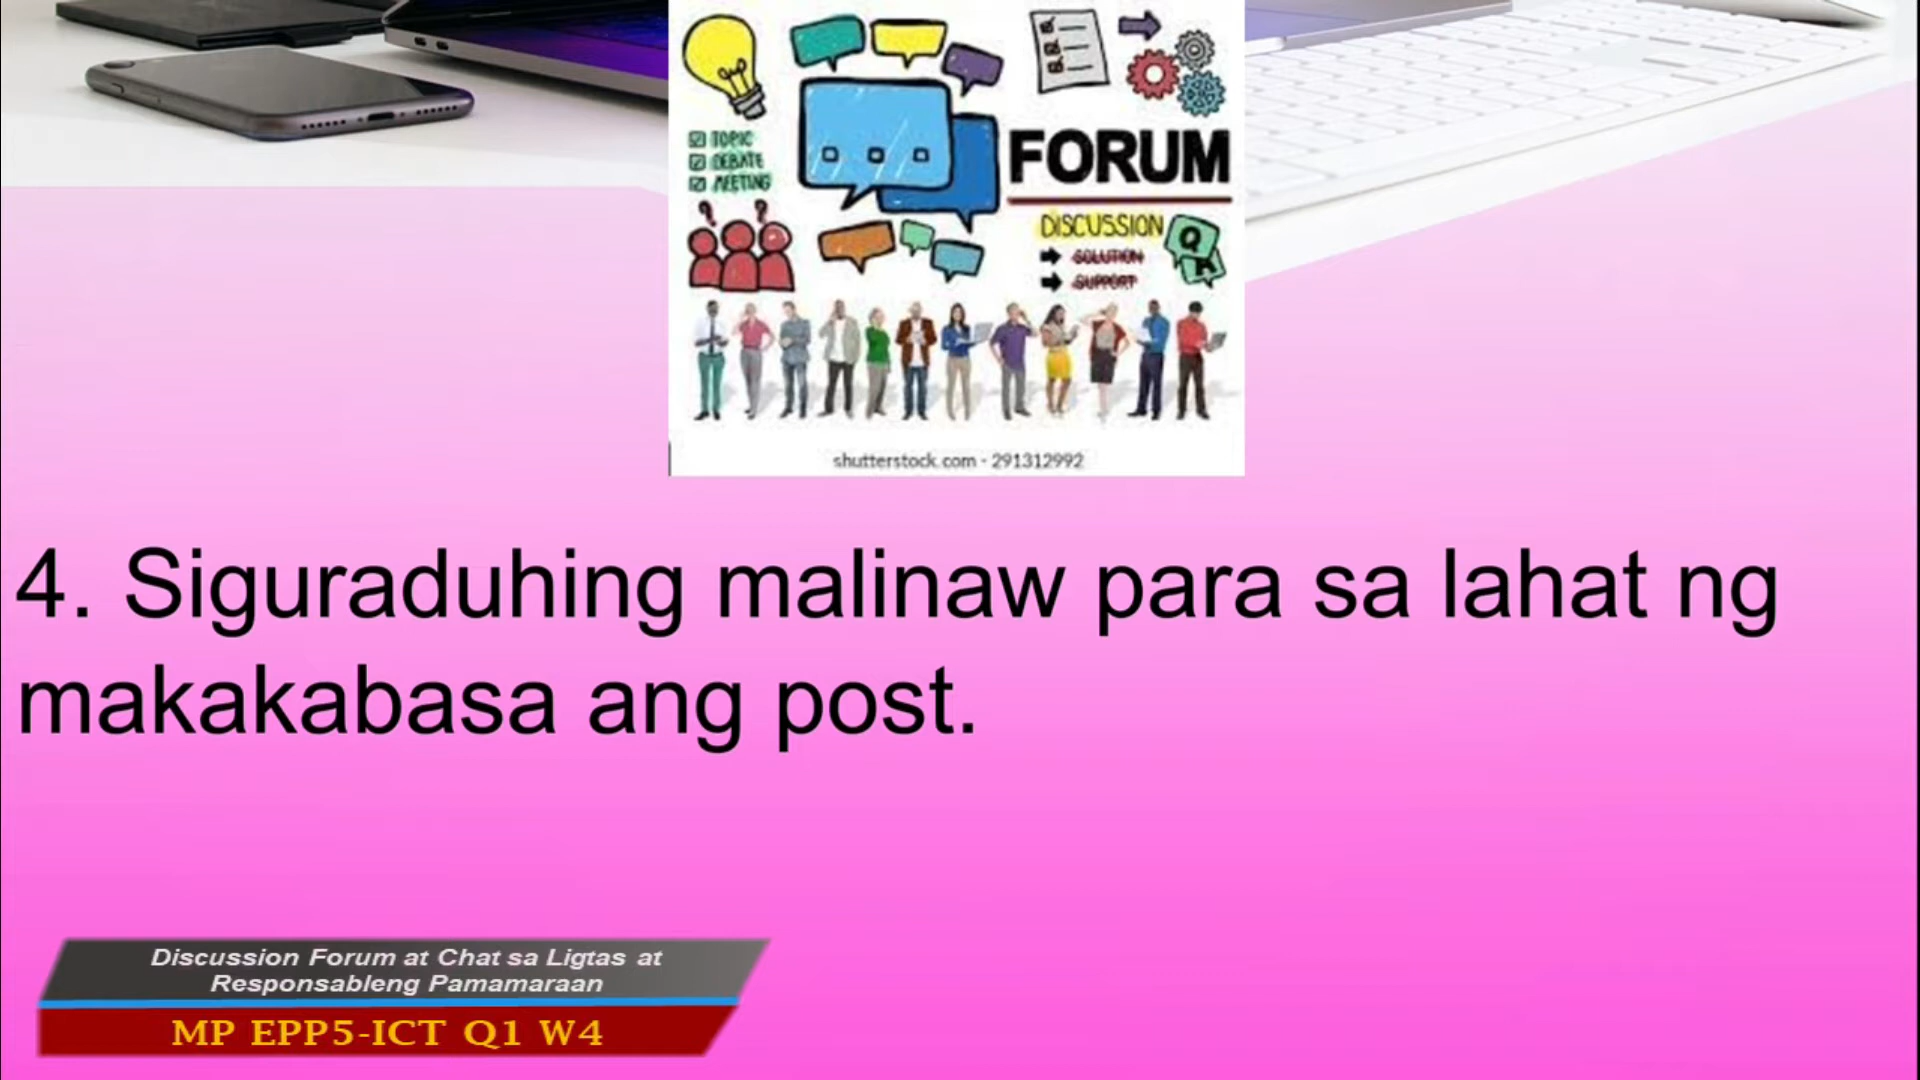 TOPIC
DEBATE
MEETING
FORUM
DISCUSSION
SOLUTION
SUPPORT
Q
A
shutterstock.com - 291312992
4. Siguraduhing malinaw para sa lahat ng
makakabasa ang post.
Discussion Forum at Chat sa Ligtas at
Responsableng Pamamaraan
MP EPP5-ICT Q1 W4